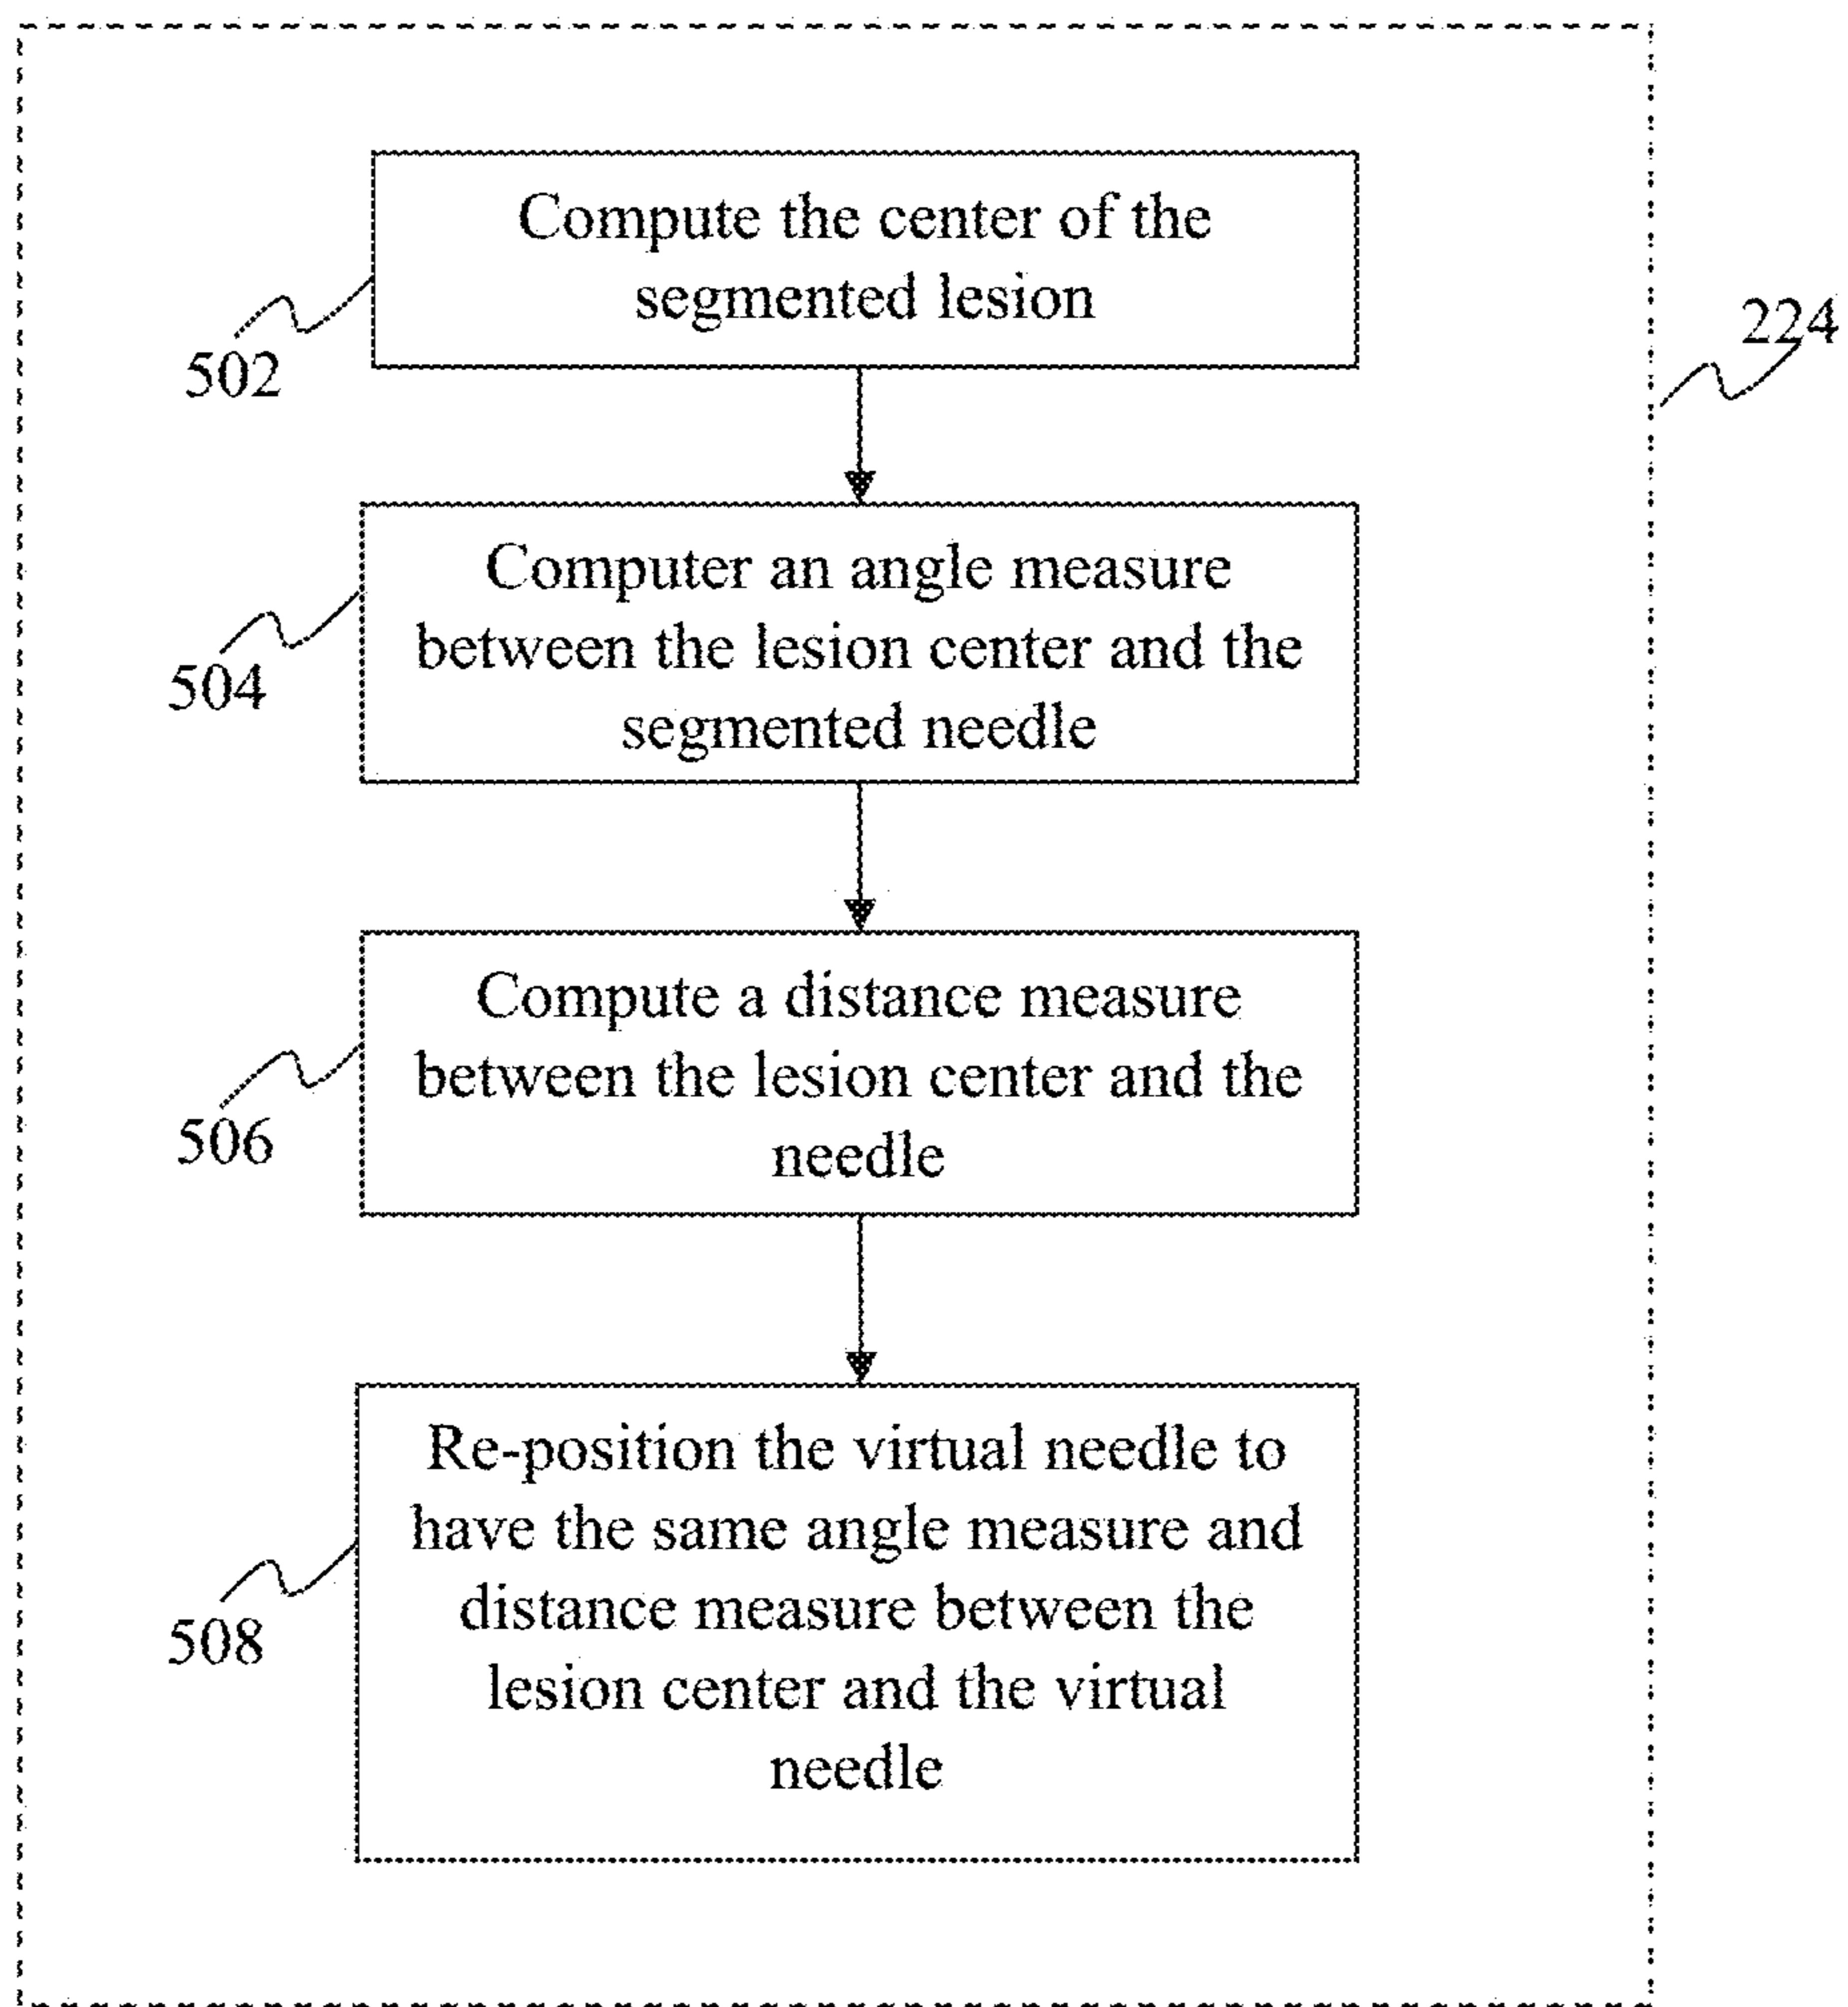 Compute the center of the
segmented lesion
502
224
Computer an angle measure
between the lesion center and the
segmented needle
504
Compute a distance measure
between the lesion center and the
needle
506
Re-position the virtual needle to
have the same angle measure and
distance measure between the
lesion center and the virtual
needle
508